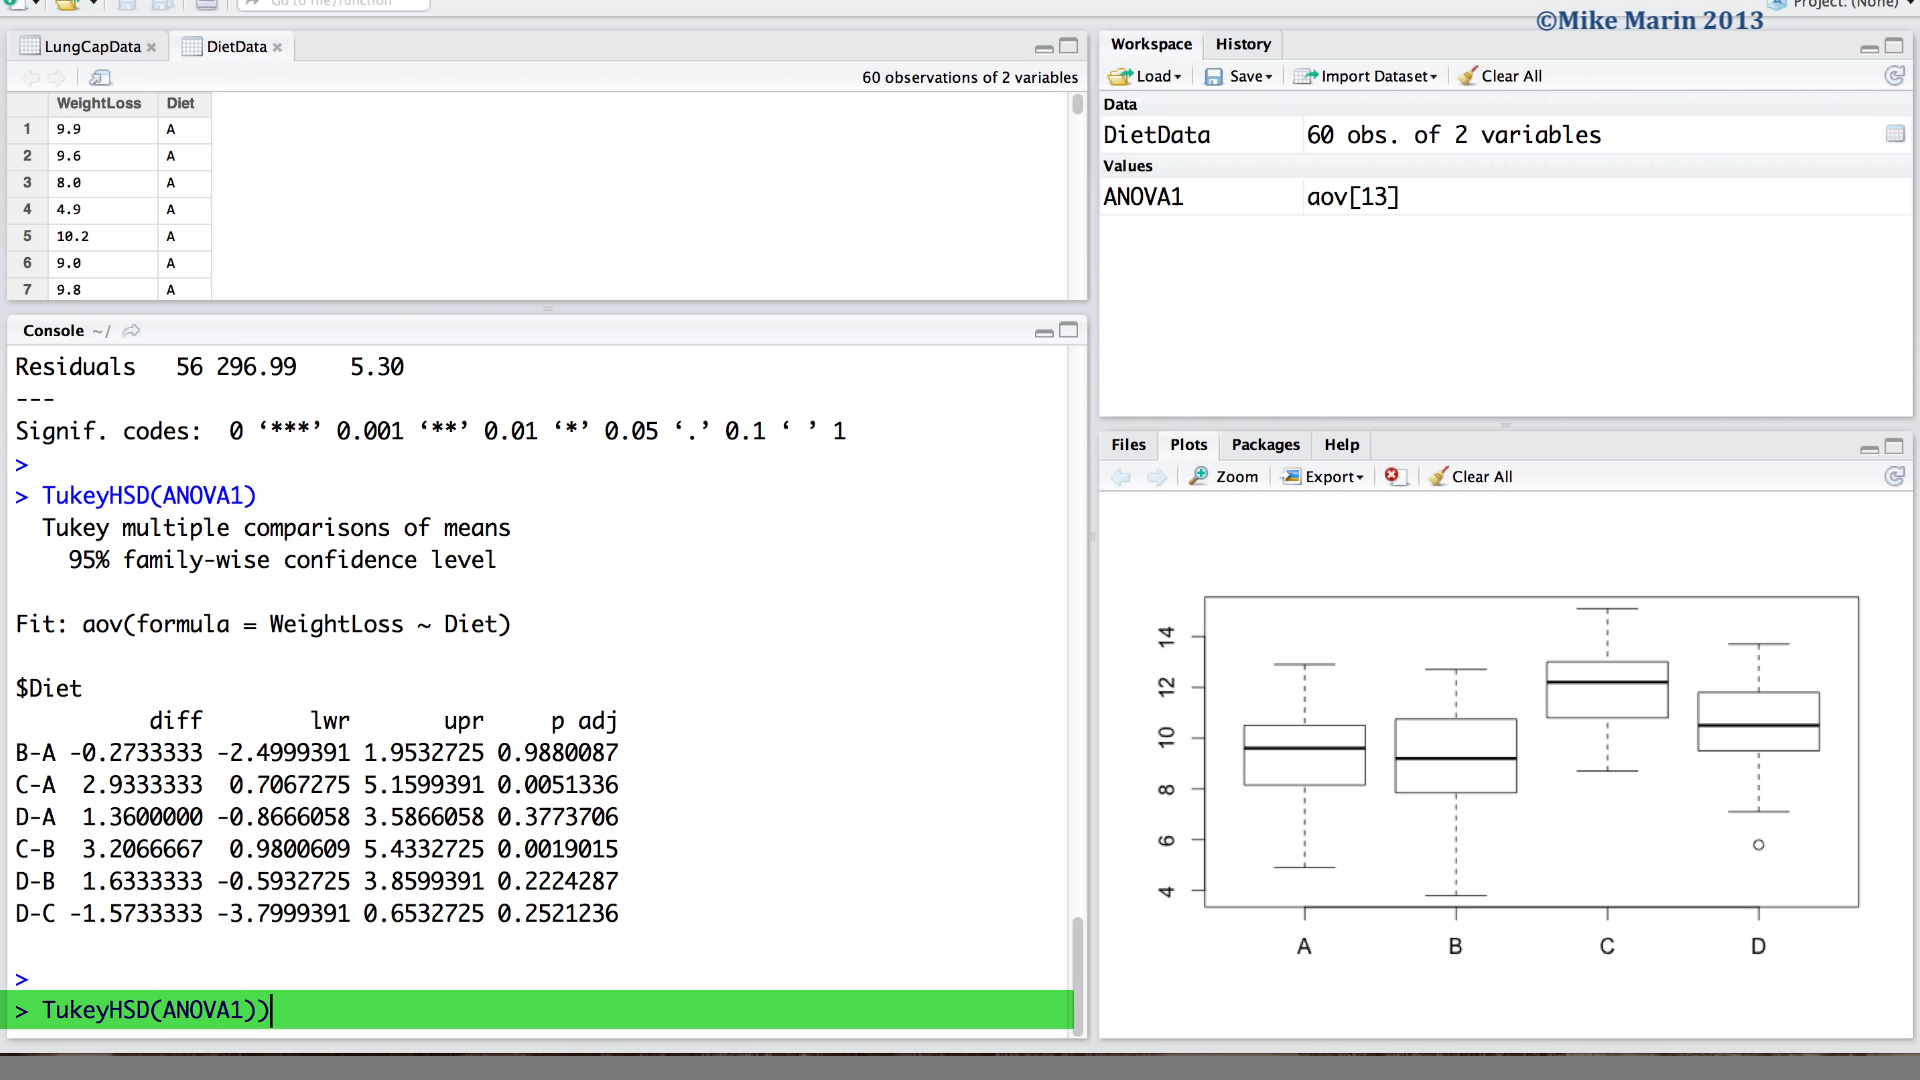 Go to file/function
Project: (None)
©Mike Marin 2013
LungCapData
DietData
60 observations of 2 variables
WeightLoss Diet
1 9.9 A
2 9.6 A
3 8.0 A
4 4.9 A
5 10.2 A
6 9.0 A
7 9.8 A
Console ~/
Residuals   56 296.99    5.30
---
Signif. codes:  0 ‘***’ 0.001 ‘**’ 0.01 ‘*’ 0.05 ‘.’ 0.1 ‘ ’ 1
>
> TukeyHSD(ANOVA1)
  Tukey multiple comparisons of means
    95% family-wise confidence level
Fit: aov(formula = WeightLoss ~ Diet)
$Diet
          diff        lwr       upr     p adj
B-A -0.2733333 -2.4999391 1.9532725 0.9880087
C-A  2.9333333  0.7067275 5.1599391 0.0051336
D-A  1.3600000 -0.8666058 3.5866058 0.3773706
C-B  3.2066667  0.9800609 5.4332725 0.0019015
D-B  1.6333333 -0.5932725 3.8599391 0.2224287
D-C -1.5733333 -3.7999391 0.6532725 0.2521236
>
> TukeyHSD(ANOVA1))
Workspace History
Load Save Import Dataset Clear All
Data
DietData 60 obs. of 2 variables
Values
ANOVA1 aov[13]
Files Plots Packages Help
Zoom Export Clear All
14
12
10
8
6
4
A B C D